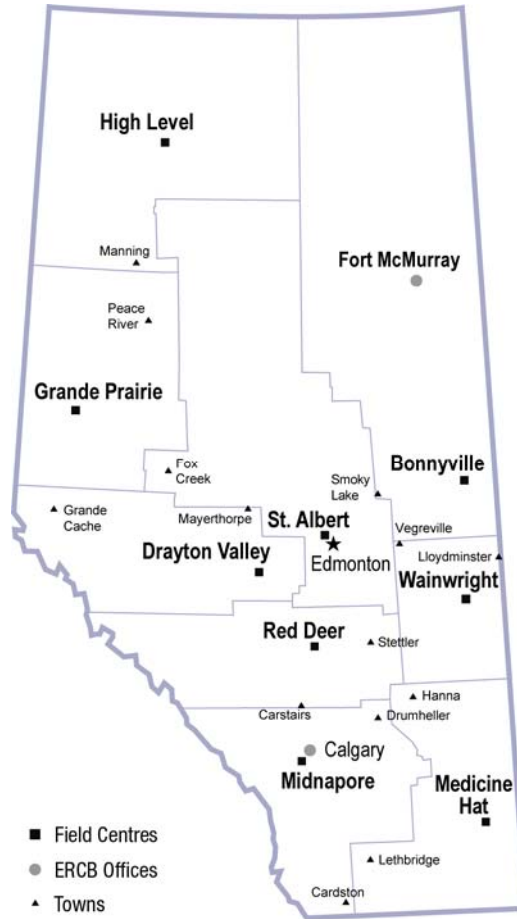 High Level
Manning
Fort McMurray
Peace
River
Grande Prairie
Fox
Creek
Bonnyville
Smoky
Lake
Grande
Cache
Mayerthorpe
St. Albert
Vegreville
Edmonton
Drayton Valley
Lloydminster
Wainwright
Red Deer
Stettler
Hanna
Carstairs
Drumheller
Calgary
Midnapore
Medicine
Hat
Field Centres
Lethbridge
ERCB Offices
Cardston
Towns